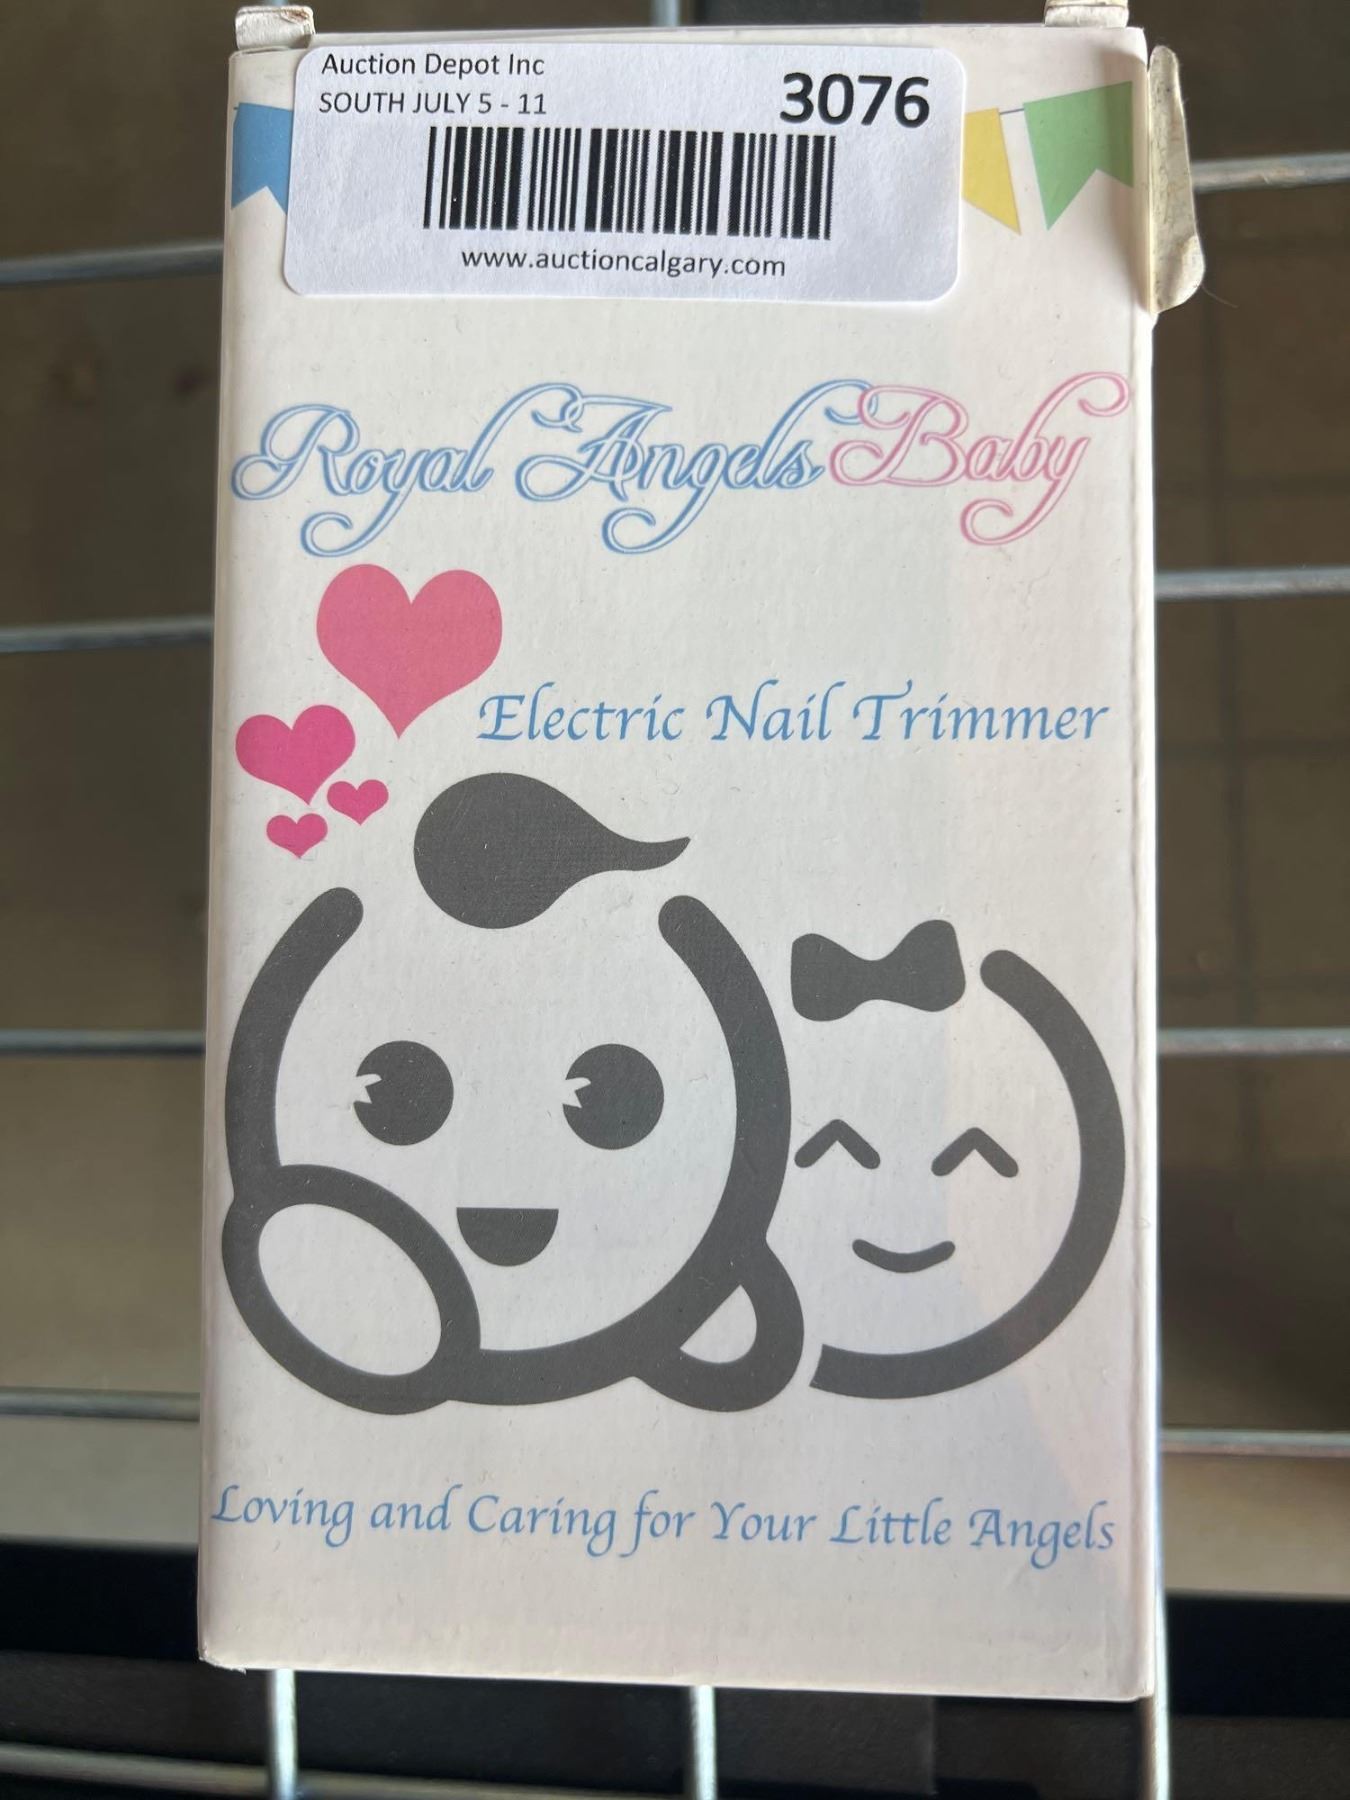 Auction Depot Inc
SOUTH JULY 5 - 11
3076
www.auctioncalgary.com
Royal Angels Baby
Electric Nail Trimmer
Loving and Caring for Your Little Angels